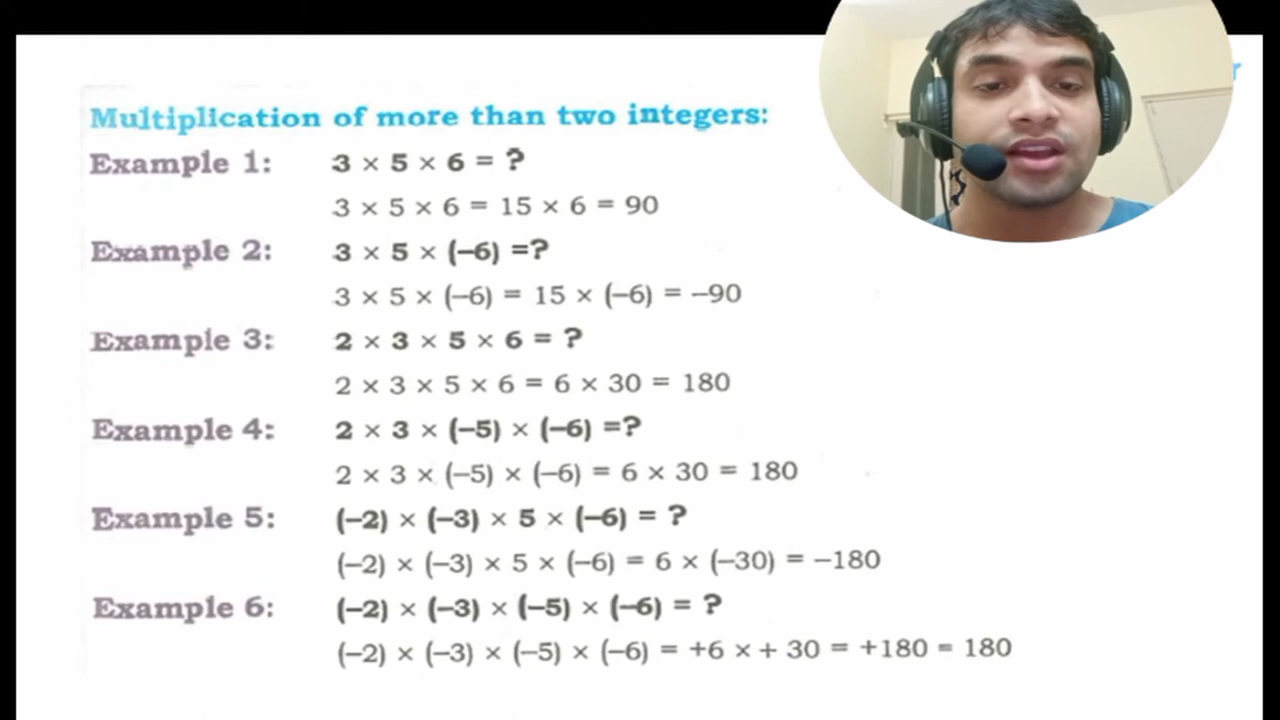 Multiplication of more than two integers:
Example 1: 3 × 5 × 6 = ?
3 × 5 × 6 = 15 × 6 = 90
Example 2: 3 × 5 × (–6) =?
3 × 5 × (–6) = 15 × (–6) = –90
Example 3: 2 × 3 × 5 × 6 = ?
2 × 3 × 5 × 6 = 6 × 30 = 180
Example 4: 2 × 3 × (–5) × (–6) =?
2 × 3 × (–5) × (–6) = 6 × 30 = 180
Example 5: (–2) × (–3) × 5 × (–6) = ?
(–2) × (–3) × 5 × (–6) = 6 × (–30) = –180
Example 6: (–2) × (–3) × (–5) × (–6) = ?
(–2) × (–3) × (–5) × (–6) = +6 × + 30 = +180 = 180